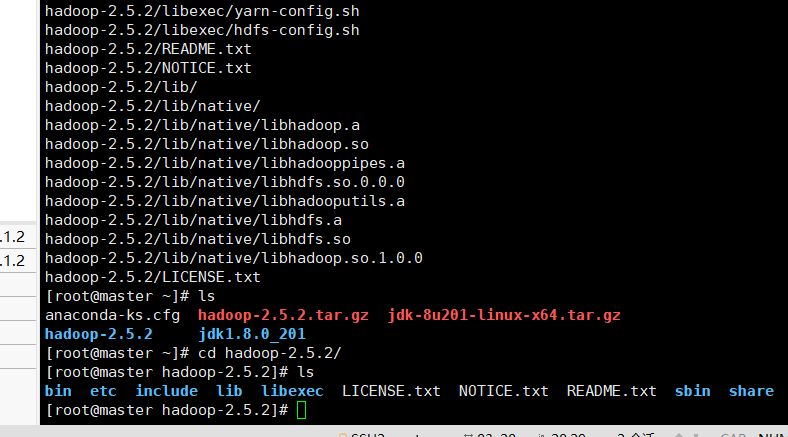 hadoop-2.5.2/libexec/yarn-config.sh
hadoop-2.5.2/libexec/hdfs-config.sh
hadoop-2.5.2/README.txt
hadoop-2.5.2/NOTICE.txt
hadoop-2.5.2/lib/
hadoop-2.5.2/lib/native/
hadoop-2.5.2/lib/native/libhadoop.a
hadoop-2.5.2/lib/native/libhadoop.so
hadoop-2.5.2/lib/native/libhadooppipes.a
hadoop-2.5.2/lib/native/libhdfs.so.0.0.0
hadoop-2.5.2/lib/native/libhadooputils.a
hadoop-2.5.2/lib/native/libhdfs.a
.1.2
hadoop-2.5.2/lib/native/libhdfs.so
.1.2
hadoop-2.5.2/lib/native/libhadoop.so.1.0.0
hadoop-2.5.2/LICENSE.txt
[root@master ~]# ls
anaconda-ks.cfg hadoop-2.5.2.tar.gz jdk-8u201-linux-x64.tar.gz
hadoop-2.5.2 jdk1.8.0_201
[root@master ~]# cd hadoop-2.5.2/
[root@master hadoop-2.5.2]# ls
bin etc include lib libexec LICENSE.txt NOTICE.txt README.txt sbin share
[root@master hadoop-2.5.2]#